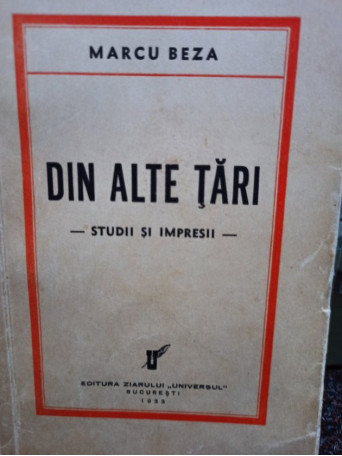 MARCU BEZA
DIN ALTE ŢĂRI
— STUDII ŞI IMPRESII —
EDITURA ZIARULUI „UNIVERSUL"
BUCUREŞTI